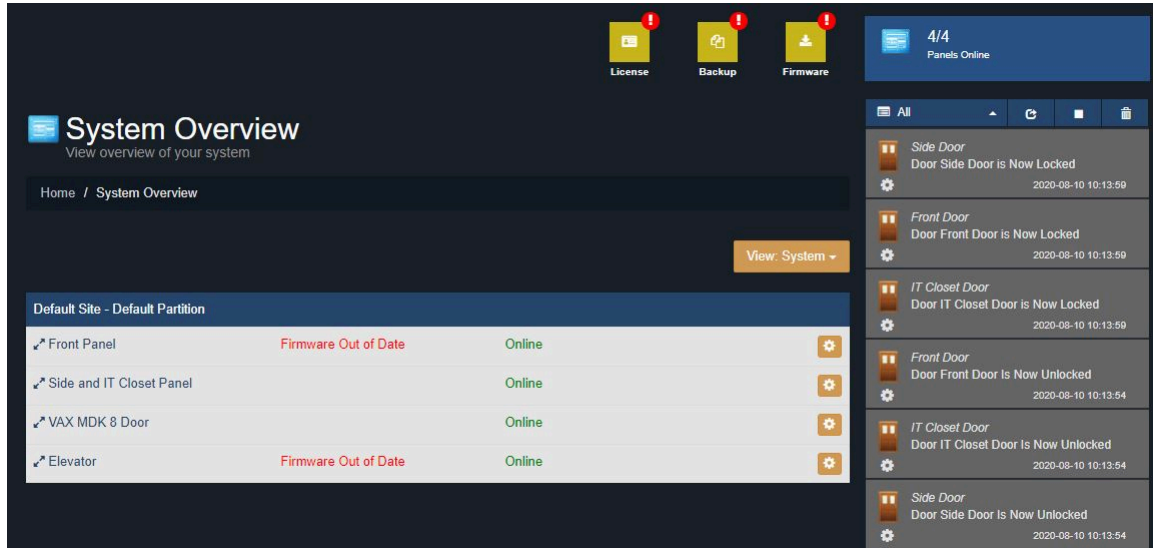 License
Backup
Firmware
4/4
Panels Online
System Overview
View overview of your system
Home / System Overview
View: System
Default Site - Default Partition
Front Panel Firmware Out of Date Online
Side and IT Closet Panel Online
VAX MDK 8 Door Online
Elevator Firmware Out of Date Online
All
Side Door
Door Side Door is Now Locked
2020-08-10 10:13:59
Front Door
Door Front Door is Now Locked
2020-08-10 10:13:59
IT Closet Door
Door IT Closet Door is Now Locked
2020-08-10 10:13:59
Front Door
Door Front Door Is Now Unlocked
2020-08-10 10:13:54
IT Closet Door
Door IT Closet Door Is Now Unlocked
2020-08-10 10:13:54
Side Door
Door Side Door Is Now Unlocked
2020-08-10 10:13:54